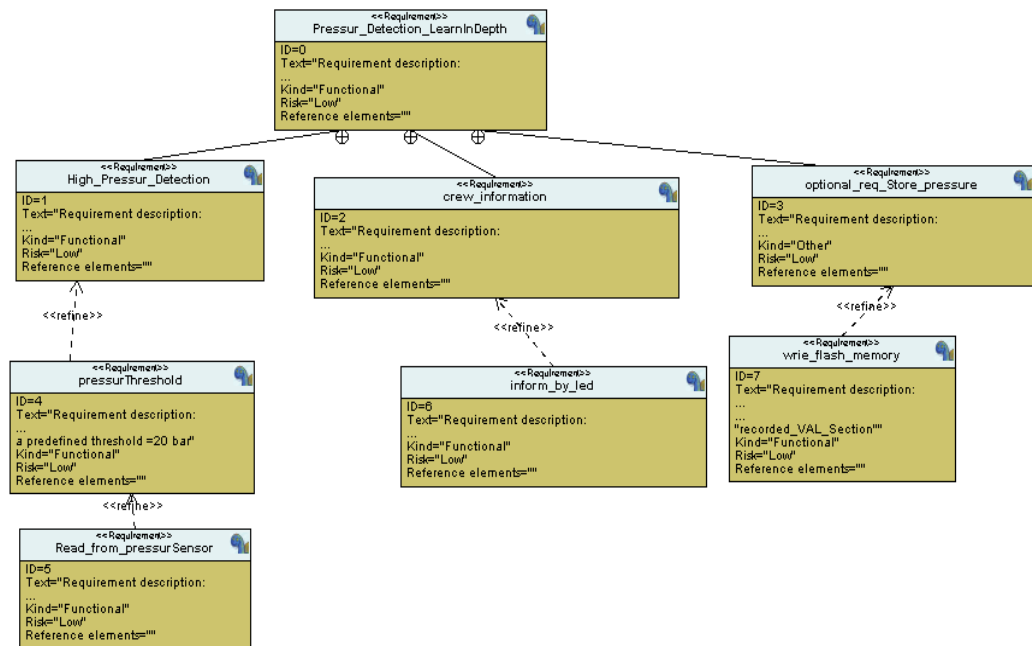 <<Requirement>>
Pressur_Detection_LearnInDepth
ID=0
Text="Requirement description:
...
Kind="Functional"
Risk="Low"
Reference elements=""
<<Requirement>>
High_Pressur_Detection
ID=1
Text="Requirement description:
...
Kind="Functional"
Risk="Low"
Reference elements=""
<<Requirement>>
crew_information
ID=2
Text="Requirement description:
...
Kind="Functional"
Risk="Low"
Reference elements=""
<<Requirement>>
optional_req_Store_pressure
ID=3
Text="Requirement description:
...
Kind="Other"
Risk="Low"
Reference elements=""
<<refine>>
<<refine>>
<<refine>>
<<Requirement>>
pressurThreshold
ID=4
Text="Requirement description:
...
a predefined threshold =20 bar"
Kind="Functional"
Risk="Low"
Reference elements=""
<<Requirement>>
inform_by_led
ID=6
Text="Requirement description:
...
Kind="Functional"
Risk="Low"
Reference elements=""
<<Requirement>>
wrie_flash_memory
ID=7
Text="Requirement description:
...
...
"recorded_VAL_Section""
Kind="Functional"
Risk="Low"
Reference elements=""
<<refine>>
<<Requirement>>
Read_from_pressurSensor
ID=5
Text="Requirement description:
...
Kind="Functional"
Risk="Low"
Reference elements=""